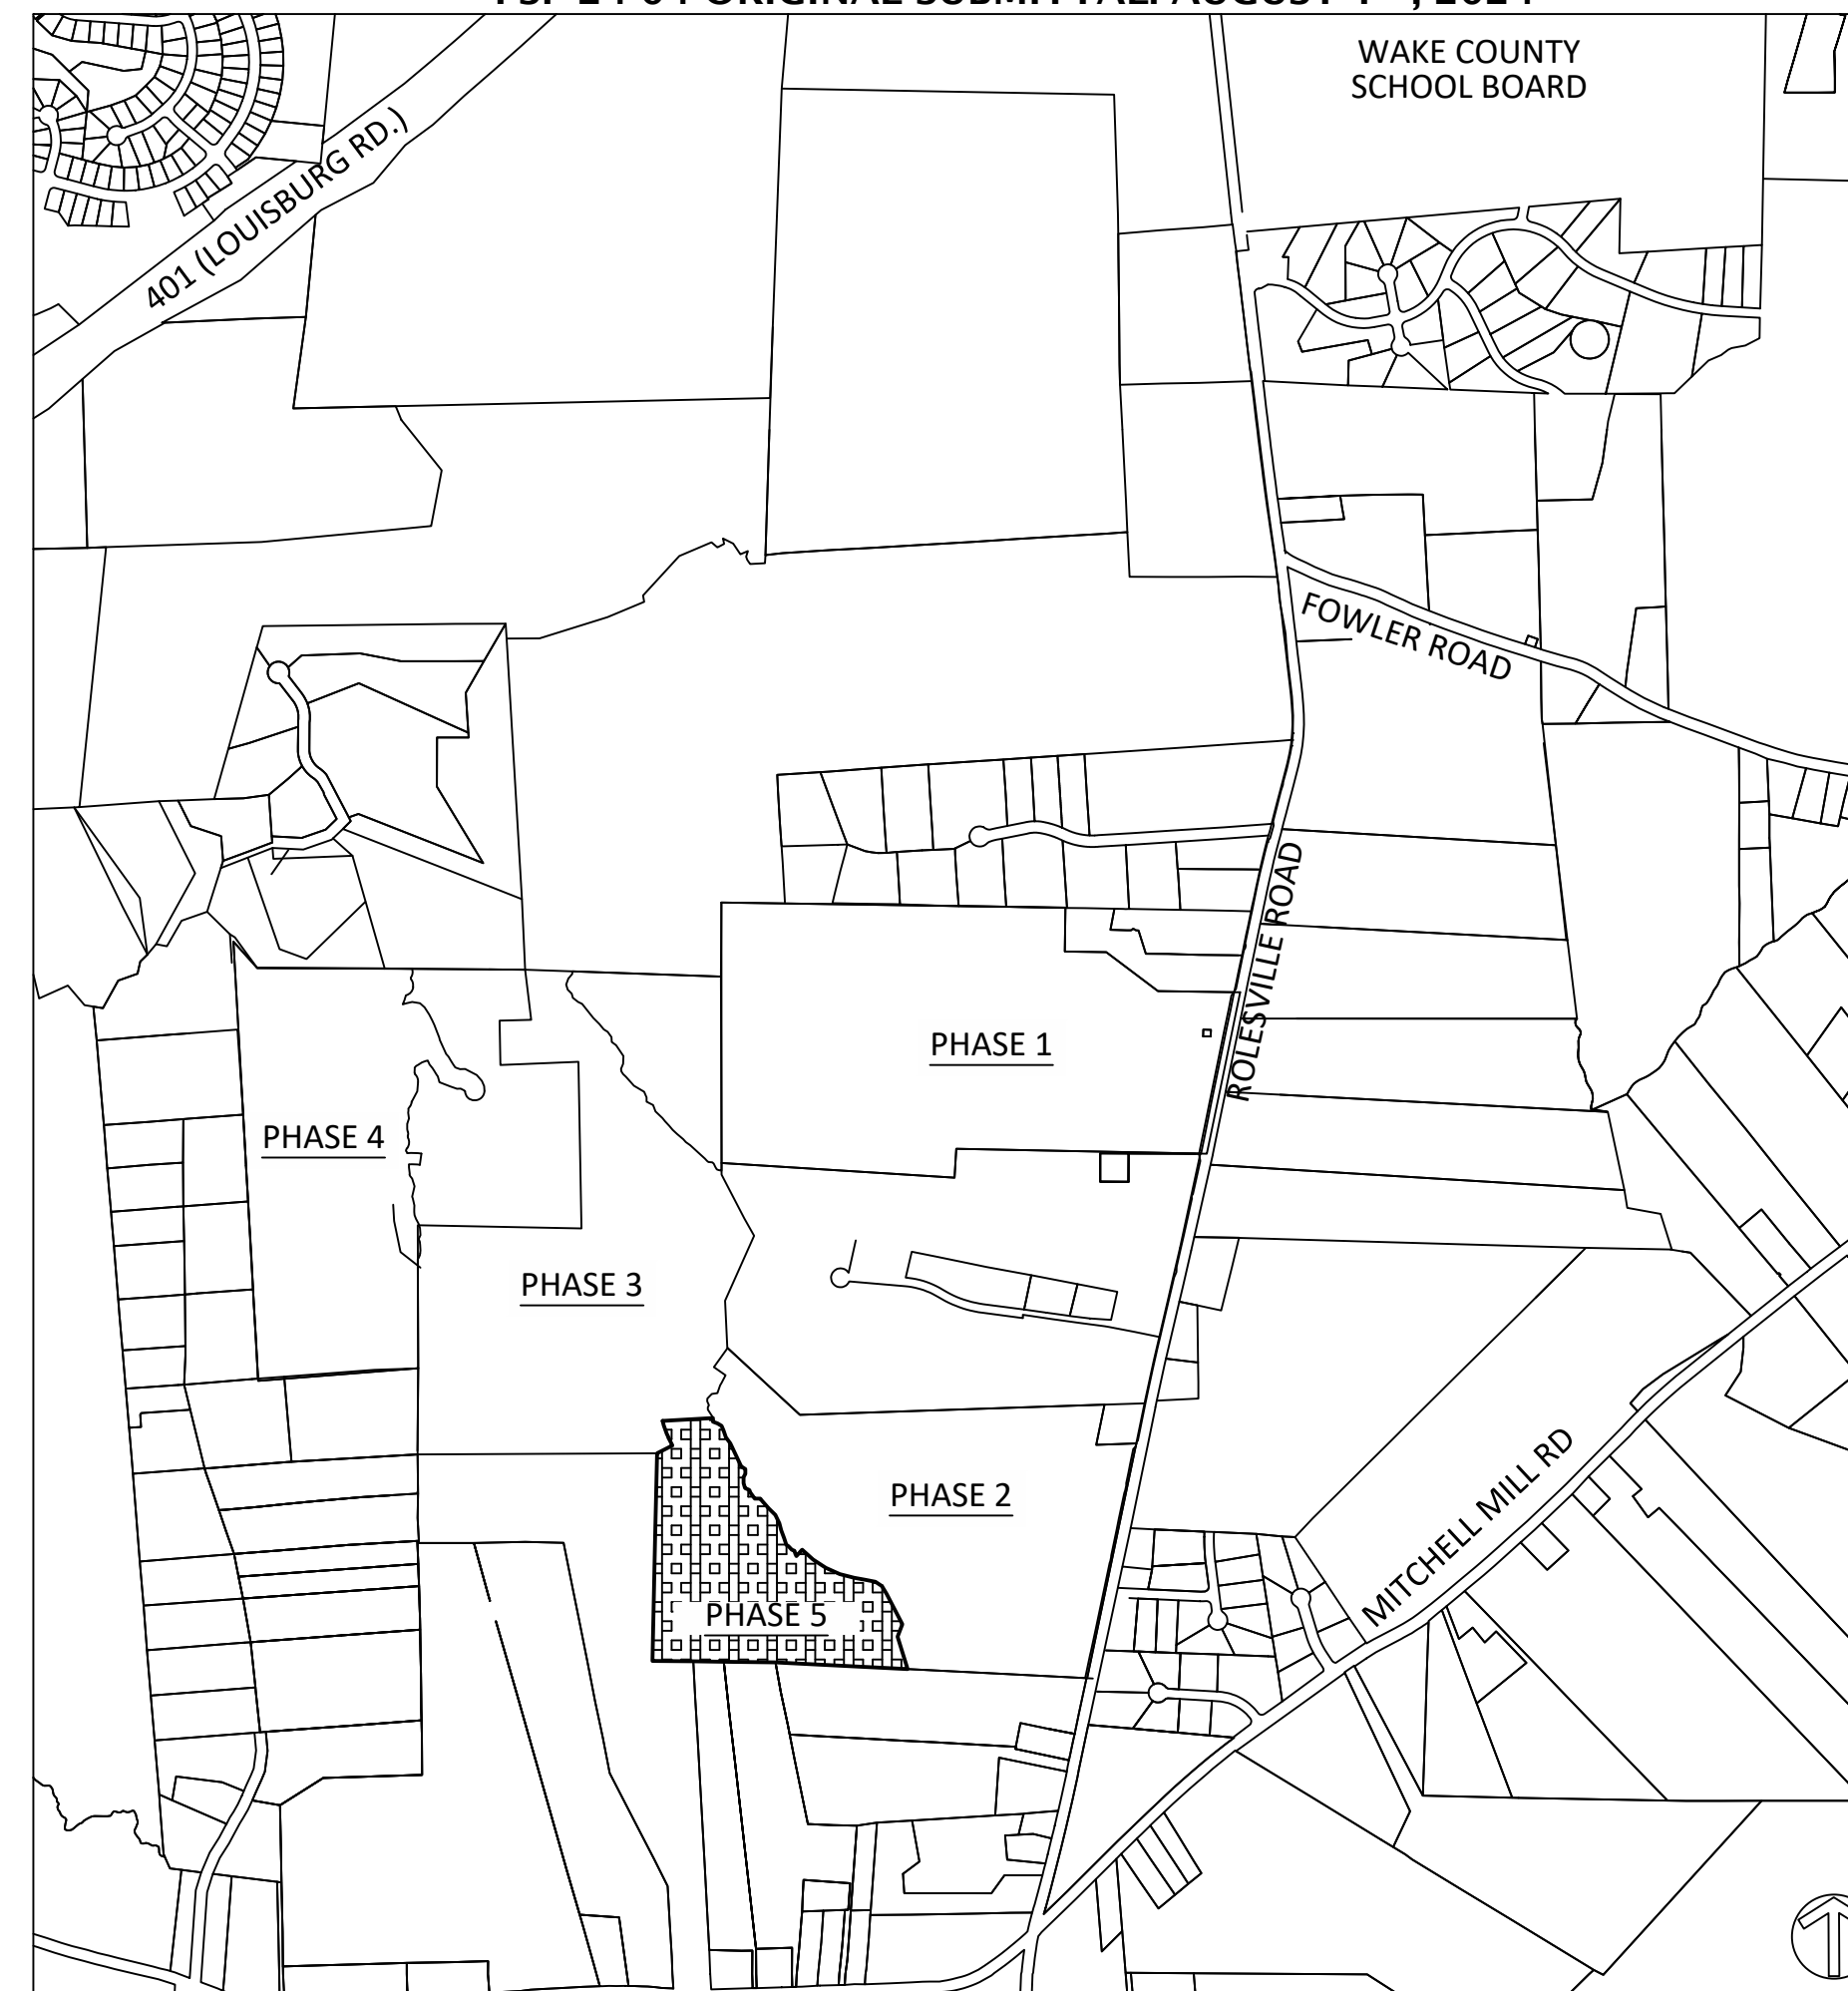 WAKE COUNTY
SCHOOL BOARD
401 (LOUISBURG RD.)
FOWLER ROAD
ROLESVILLE ROAD
PHASE 1
PHASE 4
PHASE 3
PHASE 2
MITCHELL MILL RD
PHASE 5